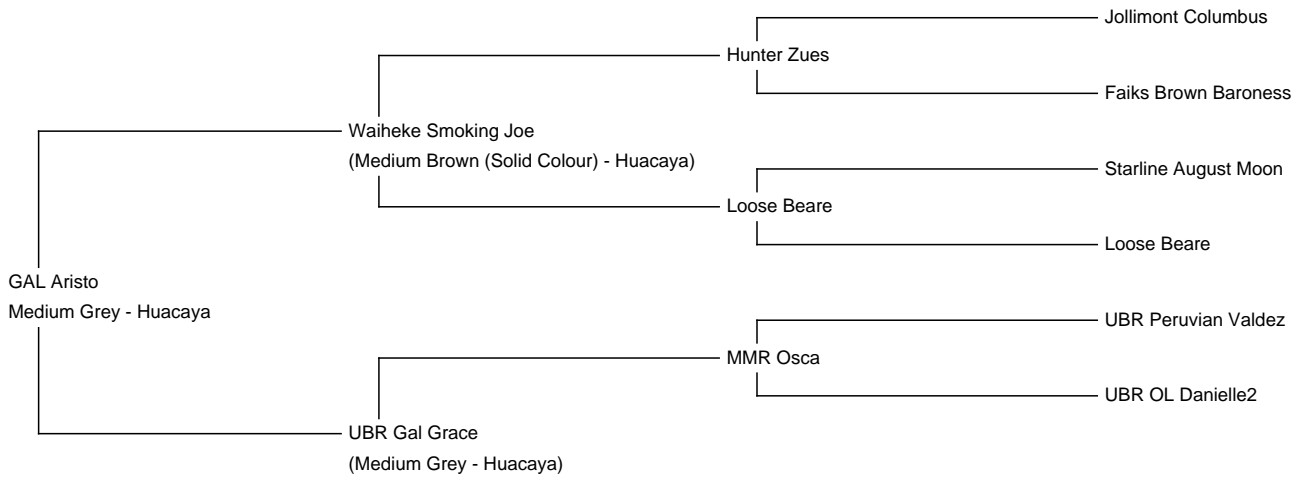 Jollimont Columbus
Hunter Zues
Faiks Brown Baroness
Waiheke Smoking Joe
(Medium Brown (Solid Colour) - Huacaya)
Starline August Moon
Loose Beare
Loose Beare
GAL Aristo
Medium Grey - Huacaya
UBR Peruvian Valdez
MMR Osca
UBR OL Danielle2
UBR Gal Grace
(Medium Grey - Huacaya)